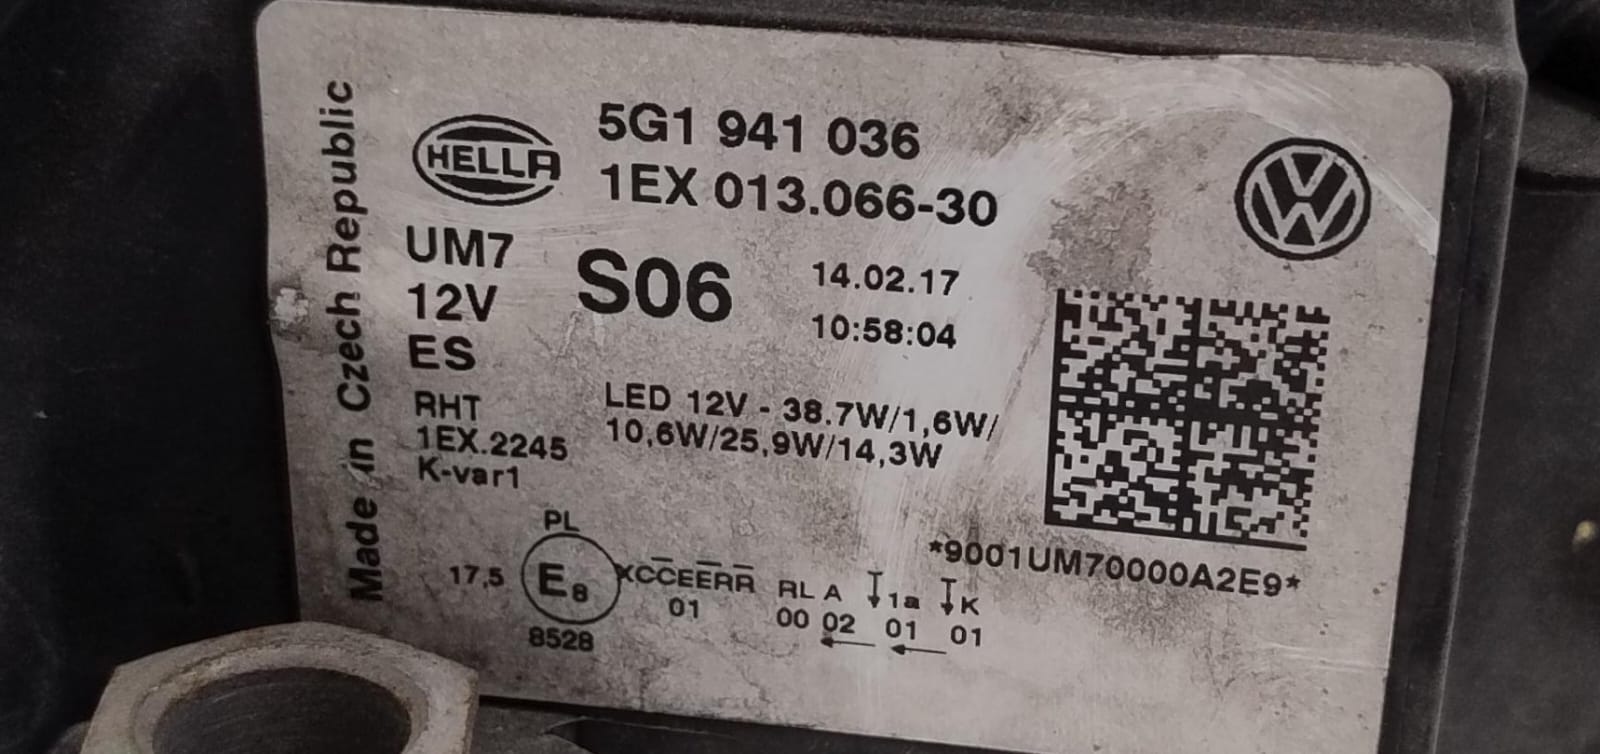 Made in Czech Republic
HELLA
5G1 941 036
1EX 013.066-30
UM7
12V
ES
S06
14.02.17
10:58:04
RHT
1EX.2245
K-var1
LED 12V - 38.7W/1,6W/
10,6W/25,9W/14,3W
*9001UM70000A2E9*
PL
17,5 E8 XCCEERR RL A 1a K
01 00 02 01 01
8528
VW